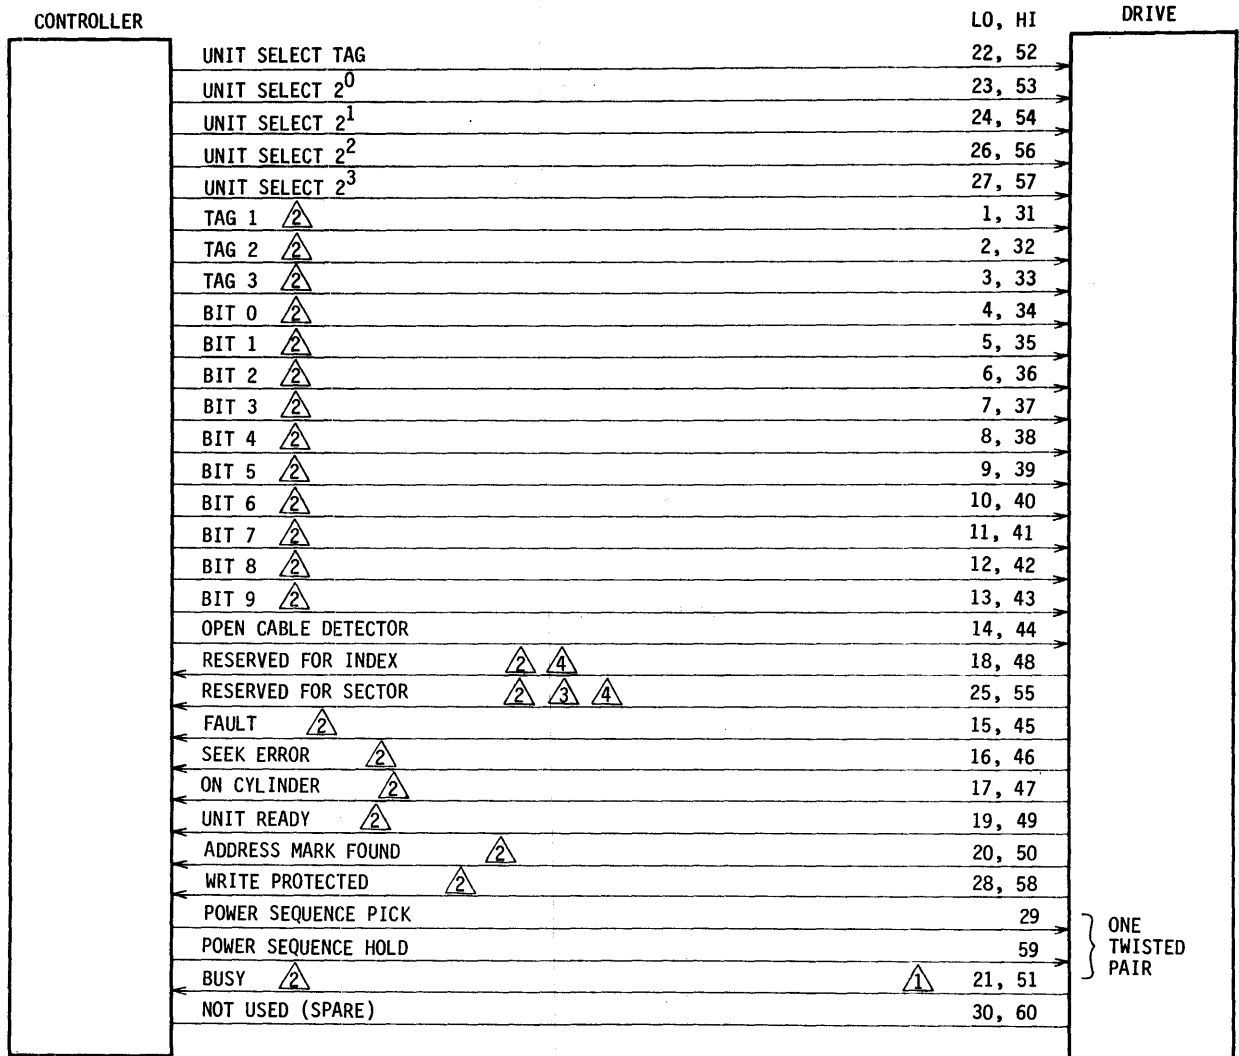 CONTROLLER LO, HI DRIVE
UNIT SELECT TAG 22, 52
UNIT SELECT 2^0 23, 53
UNIT SELECT 2^1 24, 54
UNIT SELECT 2^2 26, 56
UNIT SELECT 2^3 27, 57
TAG 1 2 1, 31
TAG 2 2 2, 32
TAG 3 2 3, 33
BIT 0 2 4, 34
BIT 1 2 5, 35
BIT 2 2 6, 36
BIT 3 2 7, 37
BIT 4 2 8, 38
BIT 5 2 9, 39
BIT 6 2 10, 40
BIT 7 2 11, 41
BIT 8 2 12, 42
BIT 9 2 13, 43
OPEN CABLE DETECTOR 14, 44
RESERVED FOR INDEX 2 4 18, 48
RESERVED FOR SECTOR 2 3 4 25, 55
FAULT 2 15, 45
SEEK ERROR 2 16, 46
ON CYLINDER 2 17, 47
UNIT READY 2 19, 49
ADDRESS MARK FOUND 2 20, 50
WRITE PROTECTED 2 28, 58
POWER SEQUENCE PICK 29
POWER SEQUENCE HOLD 59
ONE
TWISTED
PAIR
BUSY 2 1 21, 51
NOT USED (SPARE) 30, 60